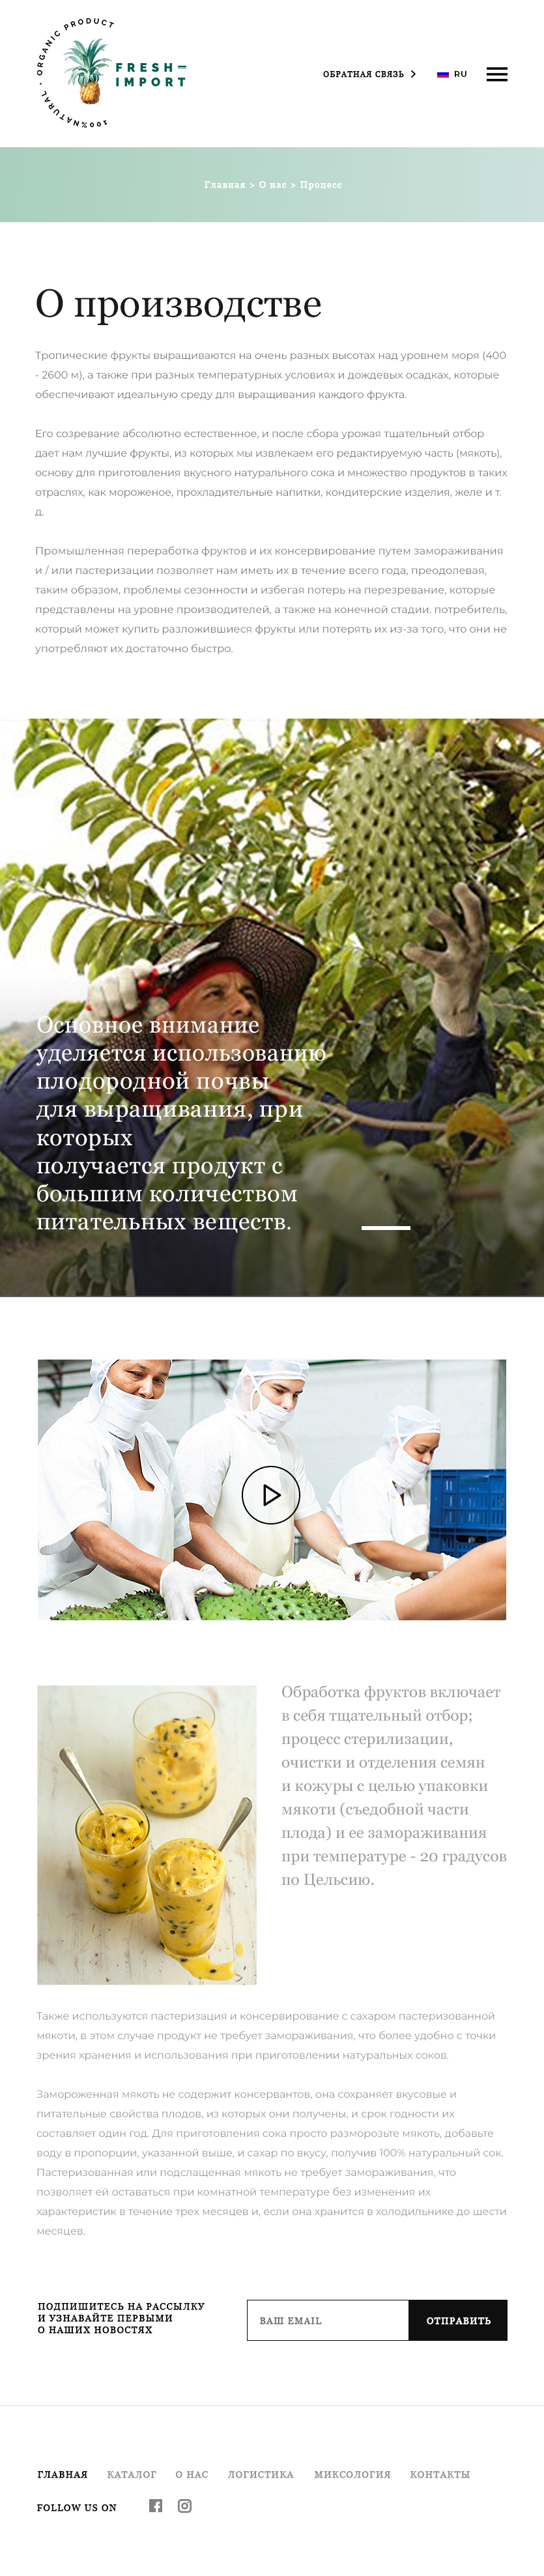 100%NATURAL · ORGANIC PRODUCT
FRESH-
IMPORT
ОБРАТНАЯ СВЯЗЬ
RU
Главная > О нас > Процесс
О производстве
Тропические фрукты выращиваются на очень разных высотах над уровнем моря (400
- 2600 м), а также при разных температурных условиях и дождевых осадках, которые
обеспечивают идеальную среду для выращивания каждого фрукта.
Его созревание абсолютно естественное, и после сбора урожая тщательный отбор
дает нам лучшие фрукты, из которых мы извлекаем его редактируемую часть (мякоть),
основу для приготовления вкусного натурального сока и множество продуктов в таких
отраслях, как мороженое, прохладительные напитки, кондитерские изделия, желе и т.
д.
Промышленная переработка фруктов и их консервирование путем замораживания
и / или пастеризации позволяет нам иметь их в течение всего года, преодолевая,
таким образом, проблемы сезонности и избегая потерь на перезревание, которые
представлены на уровне производителей, а также на конечной стадии. потребитель,
который может купить разложившиеся фрукты или потерять их из-за того, что они не
употребляют их достаточно быстро.
Основное внимание
уделяется использованию
плодородной почвы
для выращивания, при
которых
получается продукт с
большим количеством
питательных веществ.
Обработка фруктов включает
в себя тщательный отбор;
процесс стерилизации,
очистки и отделения семян
и кожуры с целью упаковки
мякоти (съедобной части
плода) и ее замораживания
при температуре - 20 градусов
по Цельсию.
Также используются пастеризация и консервирование с сахаром пастеризованной
мякоти, в этом случае продукт не требует замораживания, что более удобно с точки
зрения хранения и использования при приготовлении натуральных соков.
Замороженная мякоть не содержит консервантов, она сохраняет вкусовые и
питательные свойства плодов, из которых они получены, и срок годности их
составляет один год. Для приготовления сока просто разморозьте мякоть, добавьте
воду в пропорции, указанной выше, и сахар по вкусу, получив 100% натуральный сок.
Пастеризованная или подслащенная мякоть не требует замораживания, что
позволяет ей оставаться при комнатной температуре без изменения их
характеристик в течение трех месяцев и, если она хранится в холодильнике до шести
месяцев.
ПОДПИШИТЕСЬ НА РАССЫЛКУ
И УЗНАВАЙТЕ ПЕРВЫМИ
О НАШИХ НОВОСТЯХ
ВАШ EMAIL
ОТПРАВИТЬ
ГЛАВНАЯ КАТАЛОГ О НАС ЛОГИСТИКА МИКСОЛОГИЯ КОНТАКТЫ
FOLLOW US ON